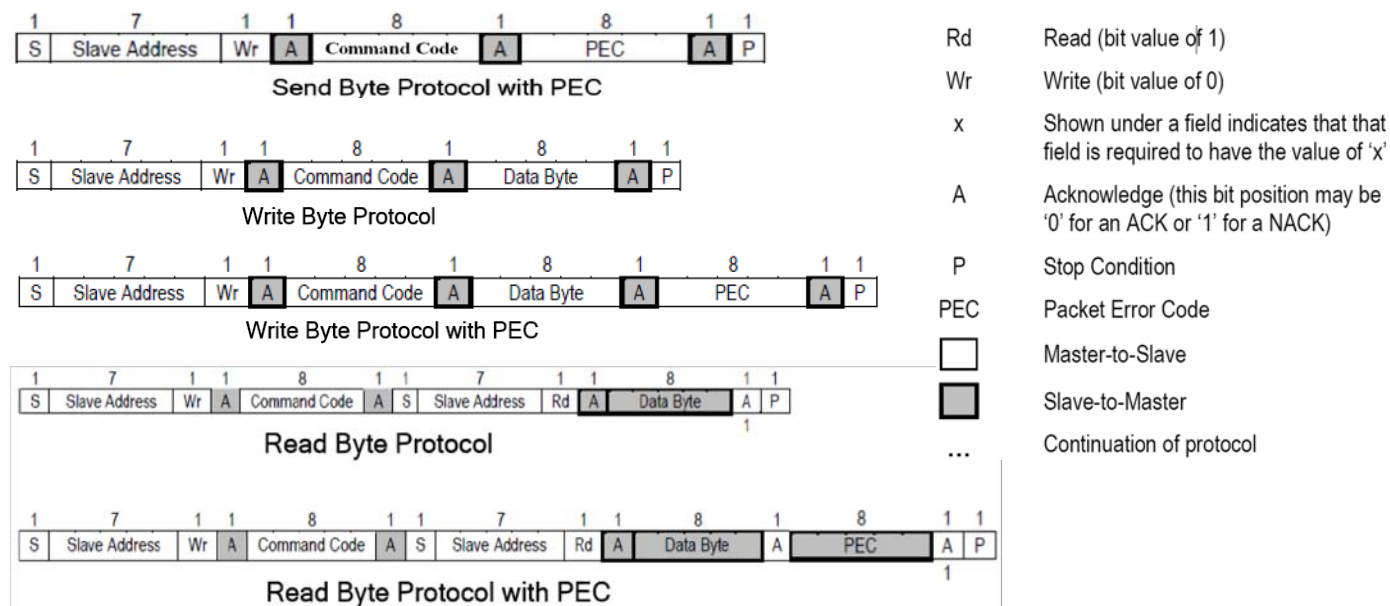 1 7 1 1 8 1 8 1 1
S Slave Address Wr A Command Code A PEC A P
Send Byte Protocol with PEC
1 7 1 1 8 1 8 1 1
S Slave Address Wr A Command Code A Data Byte A P
Write Byte Protocol
1 7 1 1 8 1 8 1 8 1 1
S Slave Address Wr A Command Code A Data Byte A PEC A P
Write Byte Protocol with PEC
1 7 1 1 8 1 1 7 1 1 8 1 1
S Slave Address Wr A Command Code A S Slave Address Rd A Data Byte A P
1
Read Byte Protocol
1 7 1 1 8 1 1 7 1 1 8 1 8 1 1
S Slave Address Wr A Command Code A S Slave Address Rd A Data Byte A PEC A P
1
Read Byte Protocol with PEC
Rd Read (bit value of 1)
Wr Write (bit value of 0)
x Shown under a field indicates that that
field is required to have the value of ‘x’
A Acknowledge (this bit position may be
‘0’ for an ACK or ‘1’ for a NACK)
P Stop Condition
PEC Packet Error Code
Master-to-Slave
Slave-to-Master
... Continuation of protocol